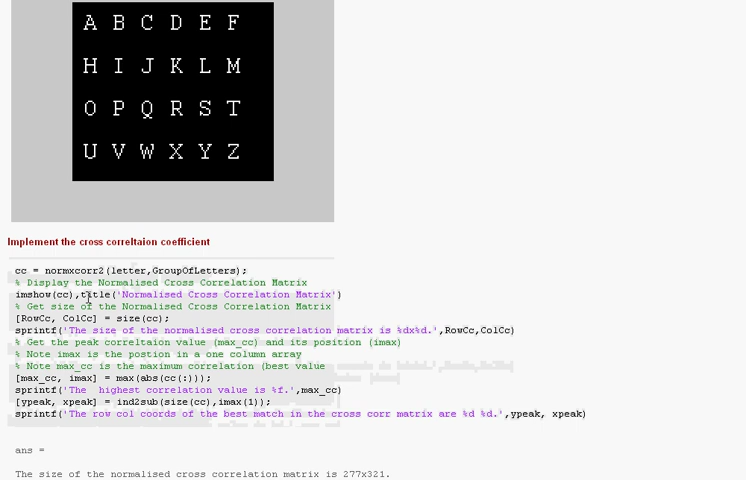 A B C D E F
H I J K L M
O P Q R S T
U V W X Y Z
Implement the cross correltaion coefficient
cc = normxcorr2(letter,GroupOfLetters);
% Display the Normalised Cross Correlation Matrix
imshow(cc),title('Normalised Cross Correlation Matrix')
% Get size of the Normalised Cross Correlation Matrix
[RowCc, ColCc] = size(cc);
sprintf('The size of the normalised cross correlation matrix is %dx%d.',RowCc,ColCc)
% Get the peak correltaion value (max_cc) and its position (imax)
% Note imax is the postion in a one column array
% Note max_cc is the maximum correlation (best value
[max_cc, imax] = max(abs(cc(:)));
sprintf('The  highest correlation value is %f.',max_cc)
[ypeak, xpeak] = ind2sub(size(cc),imax(1));
sprintf('The row col coords of the best match in the cross corr matrix are %d %d.',ypeak, xpeak)
ans =
The size of the normalised cross correlation matrix is 277x321.